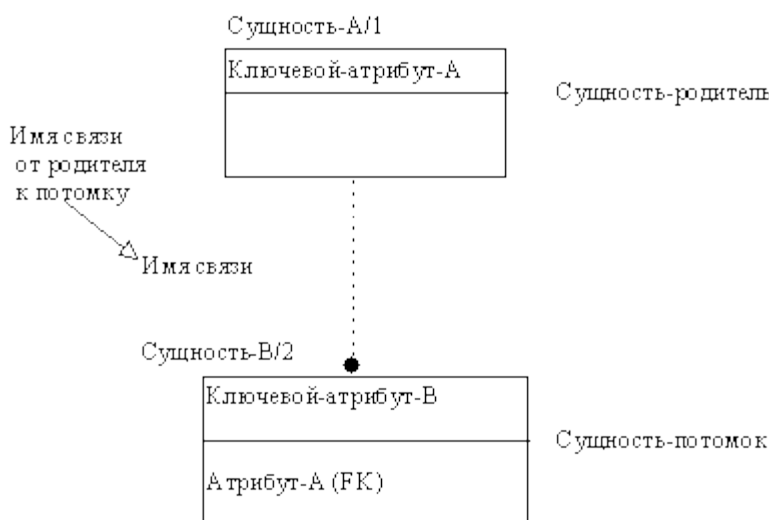 Сущность-A/1
Ключевой-атрибут-A
Сущность-родитель
Имя связи
от родителя
к потомку
Имя связи
Сущность-B/2
Ключевой-атрибут-B
Сущность-потомок
Атрибут-A (FK)